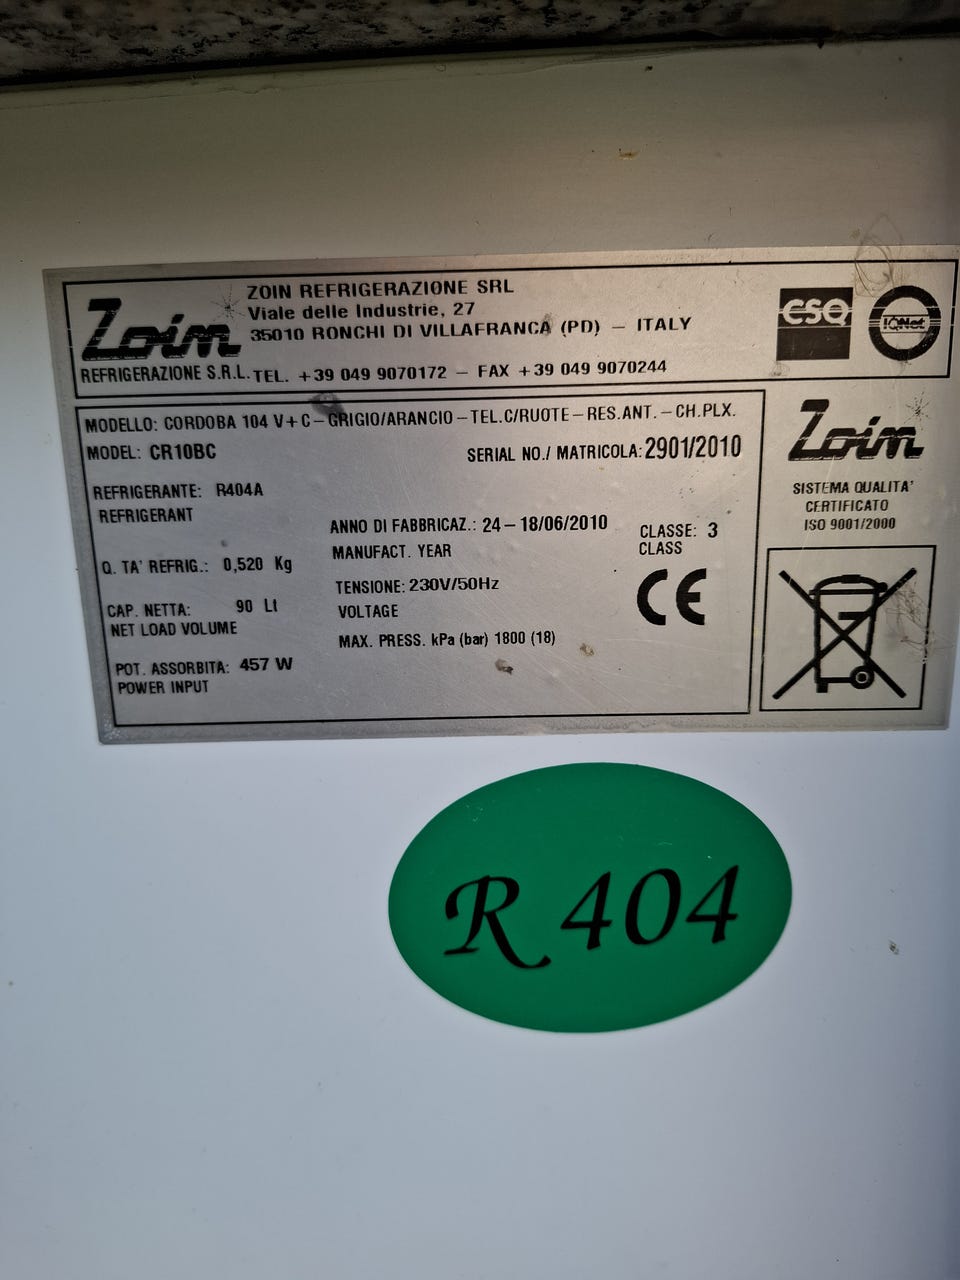 Zoin
REFRIGERAZIONE S.R.L.
ZOIN REFRIGERAZIONE SRL
Viale delle Industrie, 27
35010 RONCHI DI VILLAFRANCA (PD) – ITALY
TEL. +39 049 9070172 – FAX +39 049 9070244
CSQ
IQNet
MODELLO: CORDOBA 104 V+C–GRIGIO/ARANCIO–TEL.C/RUOTE–RES.ANT.–CH.PLX.
MODEL: CR10BC
SERIAL NO./ MATRICOLA: 2901/2010
REFRIGERANTE: R404A
REFRIGERANT
ANNO DI FABBRICAZ.: 24–18/06/2010
MANUFACT. YEAR
CLASSE: 3
CLASS
Q. TA' REFRIG.: 0,520 Kg
TENSIONE: 230V/50Hz
VOLTAGE
CE
CAP. NETTA: 90 Lt
NET LOAD VOLUME
MAX. PRESS. kPa (bar) 1800 (18)
POT. ASSORBITA: 457 W
POWER INPUT
Zoin
SISTEMA QUALITA'
CERTIFICATO
ISO 9001/2000
R 404